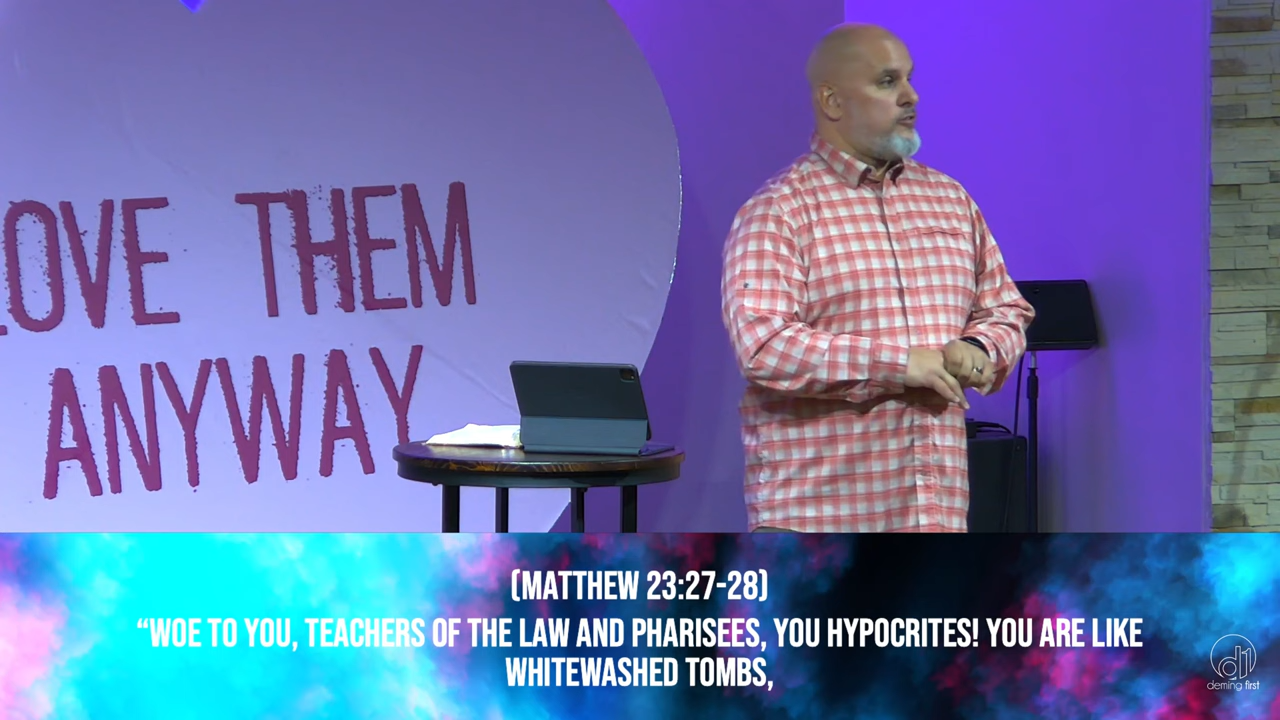 LOVE THEM
ANYWAY
(MATTHEW 23:27-28)
“WOE TO YOU, TEACHERS OF THE LAW AND PHARISEES, YOU HYPOCRITES! YOU ARE LIKE
WHITEWASHED TOMBS,
d1
deming first